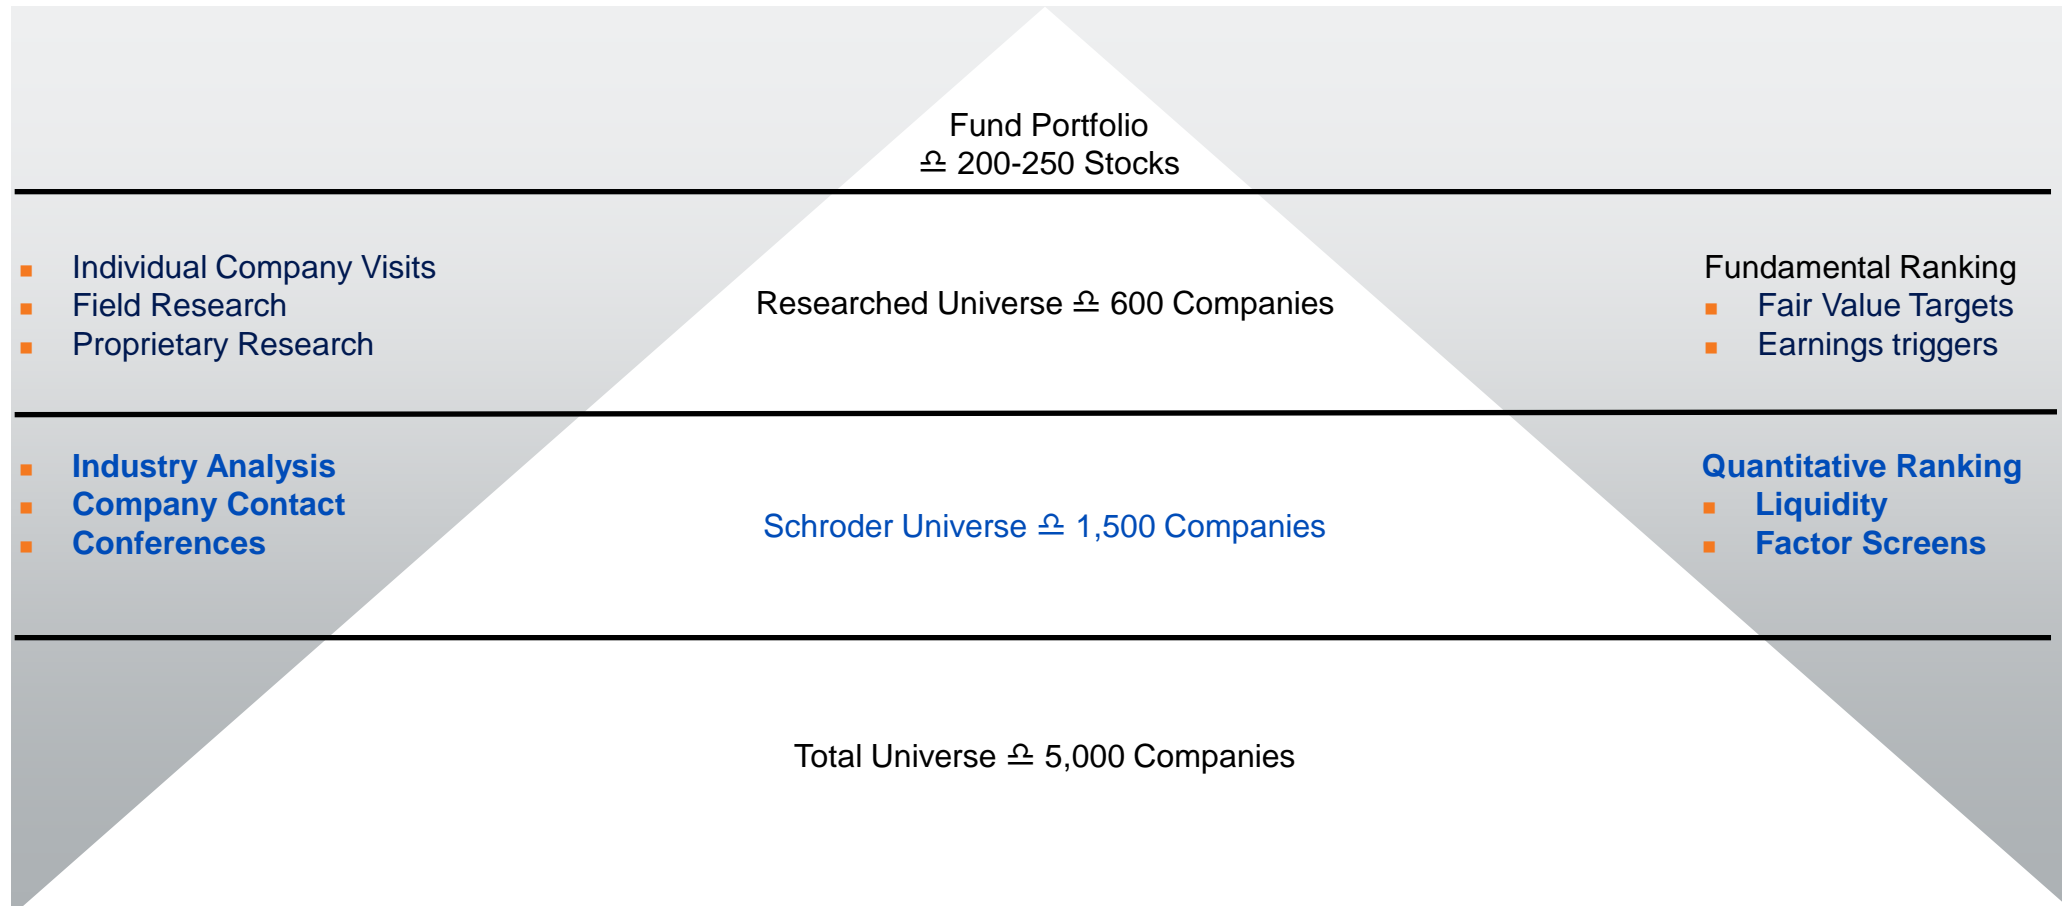 Fund Portfolio
♎ 200-250 Stocks
Individual Company Visits
Field Research
Proprietary Research
Researched Universe ♎ 600 Companies
Fundamental Ranking
Fair Value Targets
Earnings triggers
Industry Analysis
Company Contact
Conferences
Schroder Universe ♎ 1,500 Companies
Quantitative Ranking
Liquidity
Factor Screens
Total Universe ♎ 5,000 Companies